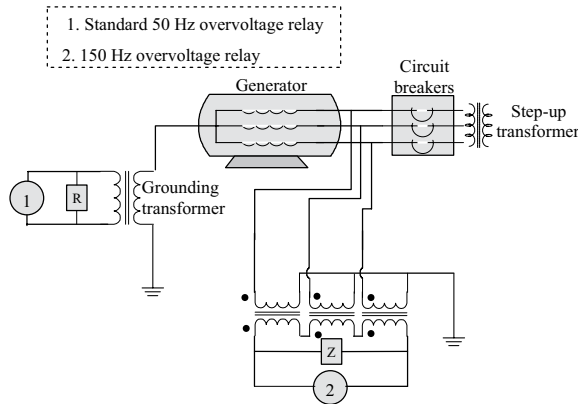 1. Standard 50 Hz overvoltage relay
2. 150 Hz overvoltage relay
Generator
Circuit
breakers
Step-up
transformer
1
R
Grounding
transformer
Z
2